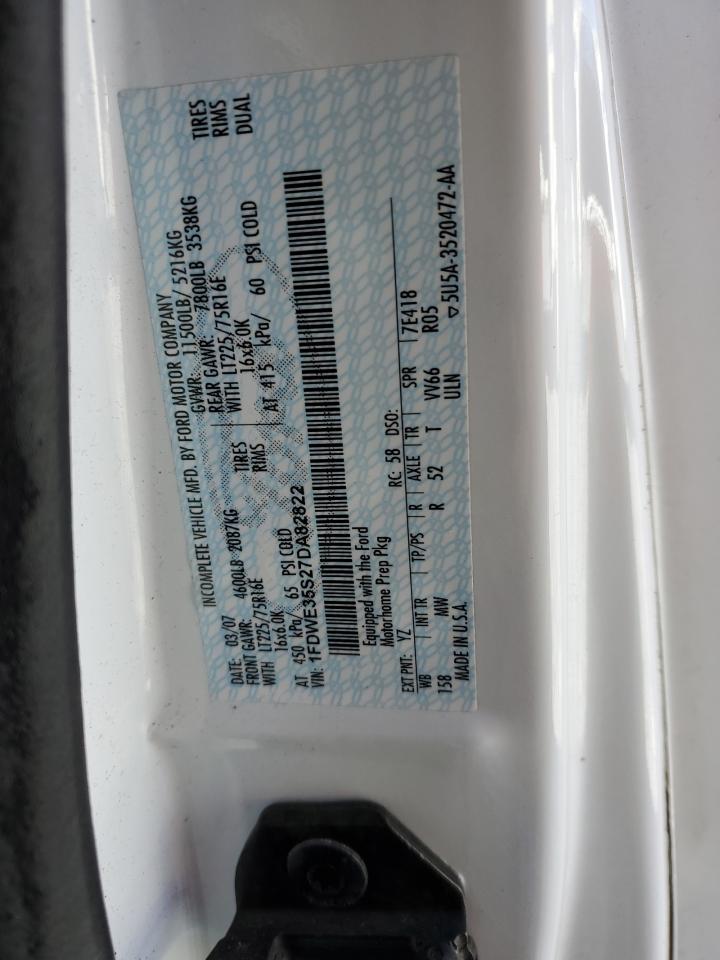 INCOMPLETE VEHICLE MFD. BY FORD MOTOR COMPANY
DATE: 03/07 GVWR: 11500LB/ 5216KG
FRONT GAWR: 4600LB 2087KG REAR GAWR: 7800LB 3538KG
WITH LT225/75R16E TIRES WITH LT225/75R16E TIRES
16x6.0K RIMS 16x6.0K RIMS
AT 450 kPa/ 65 PSI COLD AT 415 kPa/ 60 PSI COLD DUAL
VIN: 1FDWE35S27DA82822
Equipped with the Ford
Motorhome Prep Pkg
EXT PNT: YZ RC: 58 DSO:
WB INT TR TP/PS R AXLE TR SPR 7E418
158 MW R 52 T VV66 R05
MADE IN U.S.A. ULN ▽5U5A-3520472-AA